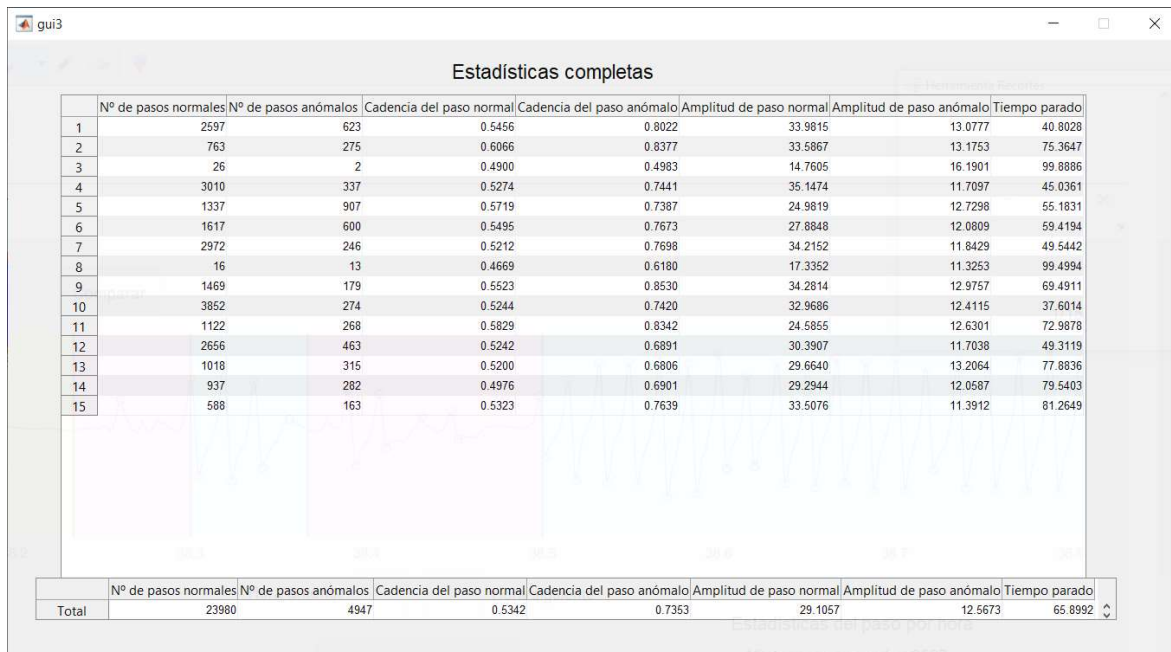 gui3
Estadísticas completas
Nº de pasos normales Nº de pasos anómalos Cadencia del paso normal Cadencia del paso anómalo Amplitud de paso normal Amplitud de paso anómalo Tiempo parado
1 2597 623 0.5456 0.8022 33.9815 13.0777 40.8028
2 763 275 0.6066 0.8377 33.5867 13.1753 75.3647
3 26 2 0.4900 0.4983 14.7605 16.1901 99.8886
4 3010 337 0.5274 0.7441 35.1474 11.7097 45.0361
5 1337 907 0.5719 0.7387 24.9819 12.7298 55.1831
6 1617 600 0.5495 0.7673 27.8848 12.0809 59.4194
7 2972 246 0.5212 0.7698 34.2152 11.8429 49.5442
8 16 13 0.4669 0.6180 17.3352 11.3253 99.4994
9 1469 179 0.5523 0.8530 34.2814 12.9757 69.4911
10 3852 274 0.5244 0.7420 32.9686 12.4115 37.6014
11 1122 268 0.5829 0.8342 24.5855 12.6301 72.9878
12 2656 463 0.5242 0.6891 30.3907 11.7038 49.3119
13 1018 315 0.5200 0.6806 29.6640 13.2064 77.8836
14 937 282 0.4976 0.6901 29.2944 12.0587 79.5403
15 588 163 0.5323 0.7639 33.5076 11.3912 81.2649
Nº de pasos normales Nº de pasos anómalos Cadencia del paso normal Cadencia del paso anómalo Amplitud de paso normal Amplitud de paso anómalo Tiempo parado
Total 23980 4947 0.5342 0.7353 29.1057 12.5673 65.8992
Estadísticas del paso por hora